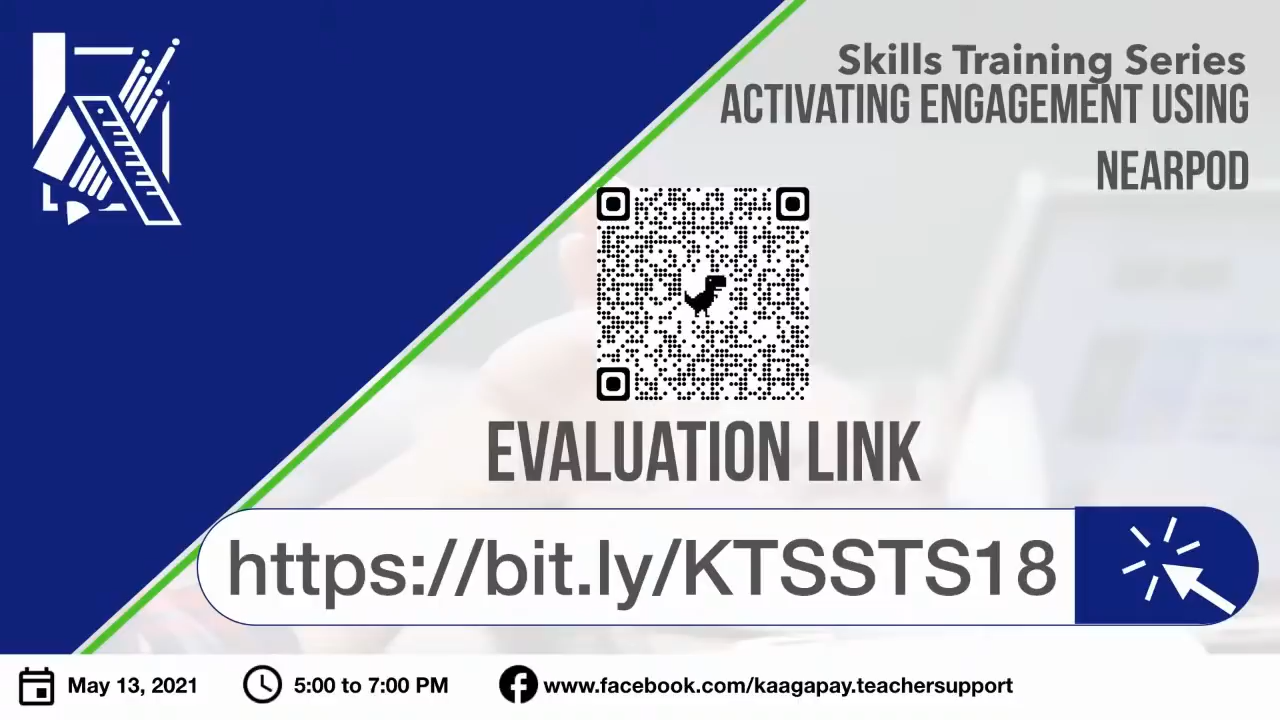 Skills Training Series
ACTIVATING ENGAGEMENT USING
NEARPOD
EVALUATION LINK
https://bit.ly/KTSSTS18
May 13, 2021
5:00 to 7:00 PM
www.facebook.com/kaagapay.teachersupport